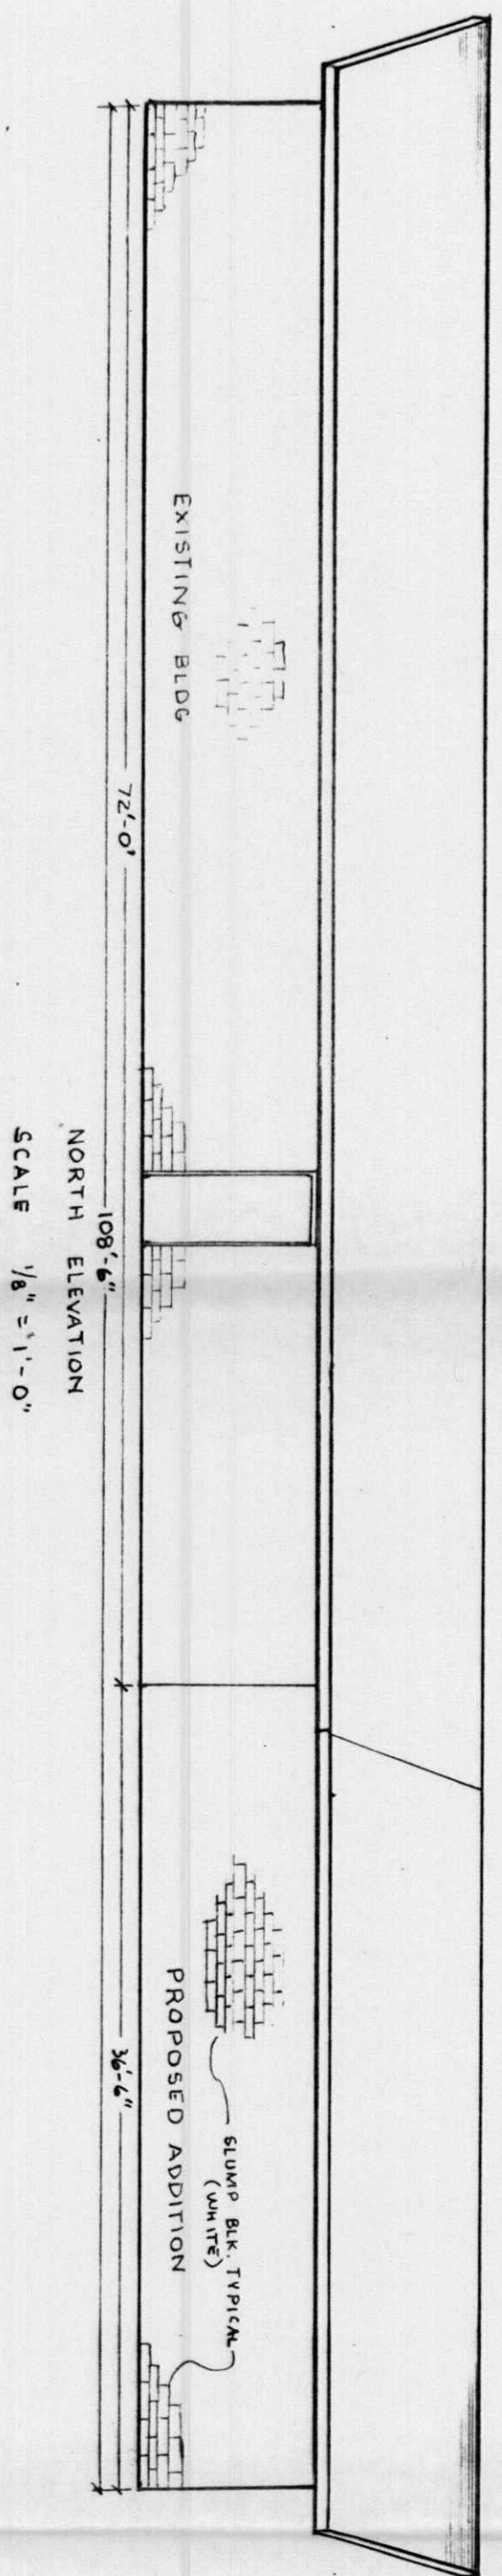 EXISTING BLDG
PROPOSED ADDITION
SLUMP BLK. TYPICAL
(WHITE)
72'-0"
36'-6"
108'-6"
NORTH ELEVATION
SCALE 1/8" = 1'-0"